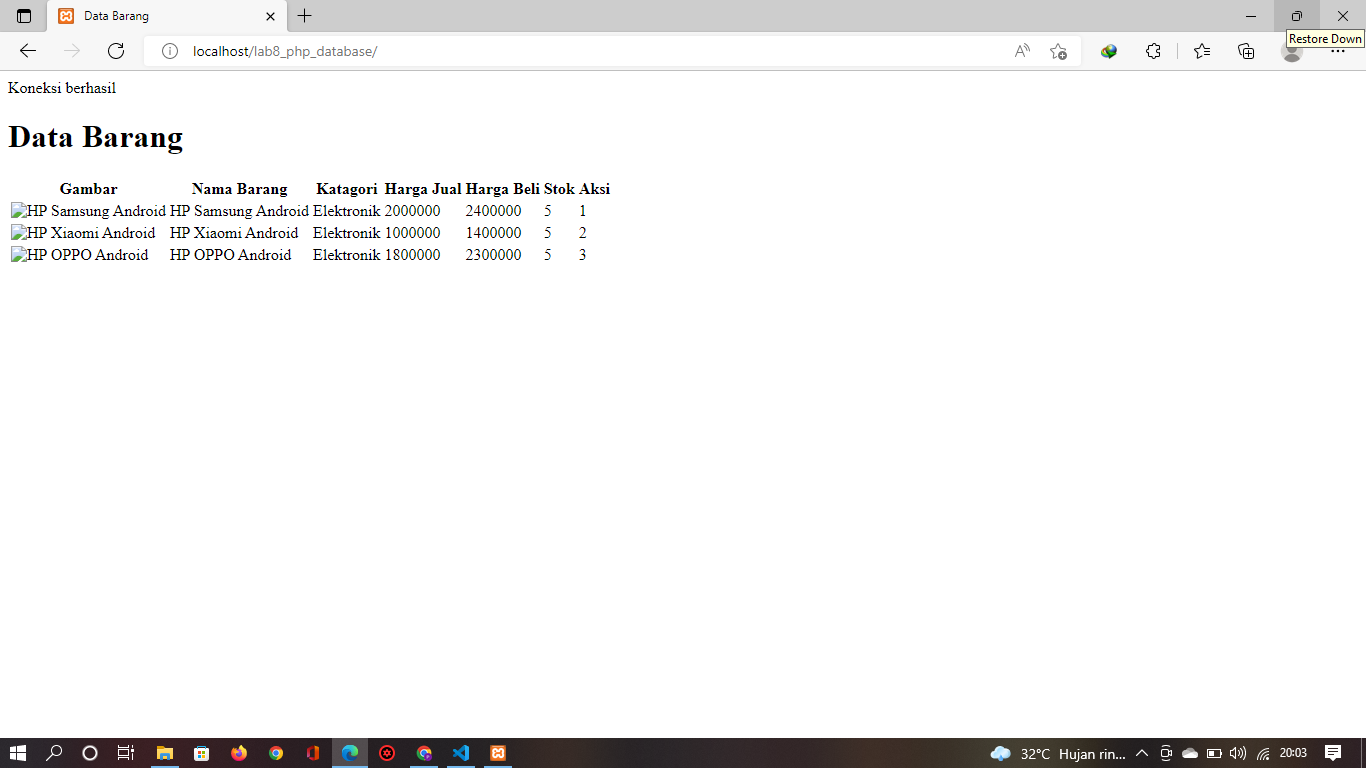 Data Barang
localhost/lab8_php_database/
Restore Down
Koneksi berhasil
Data Barang
Gambar Nama Barang Katagori Harga Jual Harga Beli Stok Aksi
HP Samsung Android HP Samsung Android Elektronik 2000000 2400000 5 1
HP Xiaomi Android HP Xiaomi Android Elektronik 1000000 1400000 5 2
HP OPPO Android HP OPPO Android Elektronik 1800000 2300000 5 3
32°C Hujan rin... 20:03